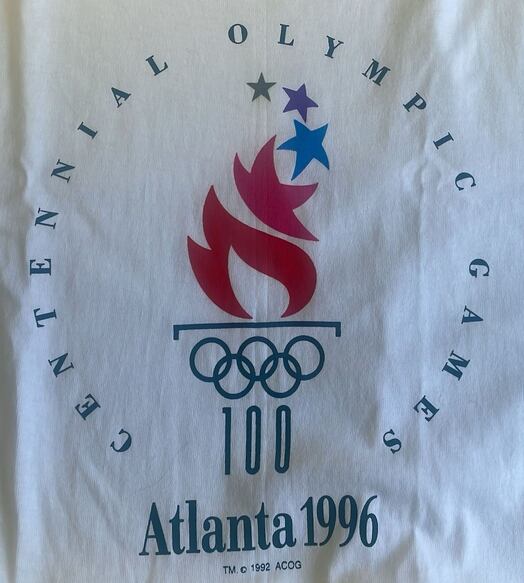 CENTENNIAL OLYMPIC GAMES
100
Atlanta 1996
TM. © 1992 ACOG